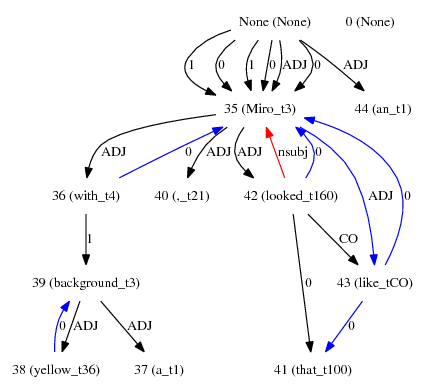 None (None) 0 (None)
1 0 1 0 ADJ 0 ADJ
35 (Miro_t3) 44 (an_t1)
ADJ 0 ADJ ADJ nsubj 0 ADJ 0
36 (with_t4) 40 (,_t21) 42 (looked_t160)
1 0 CO
39 (background_t3) 43 (like_tCO)
0 ADJ ADJ 0
38 (yellow_t36) 37 (a_t1) 41 (that_t100)